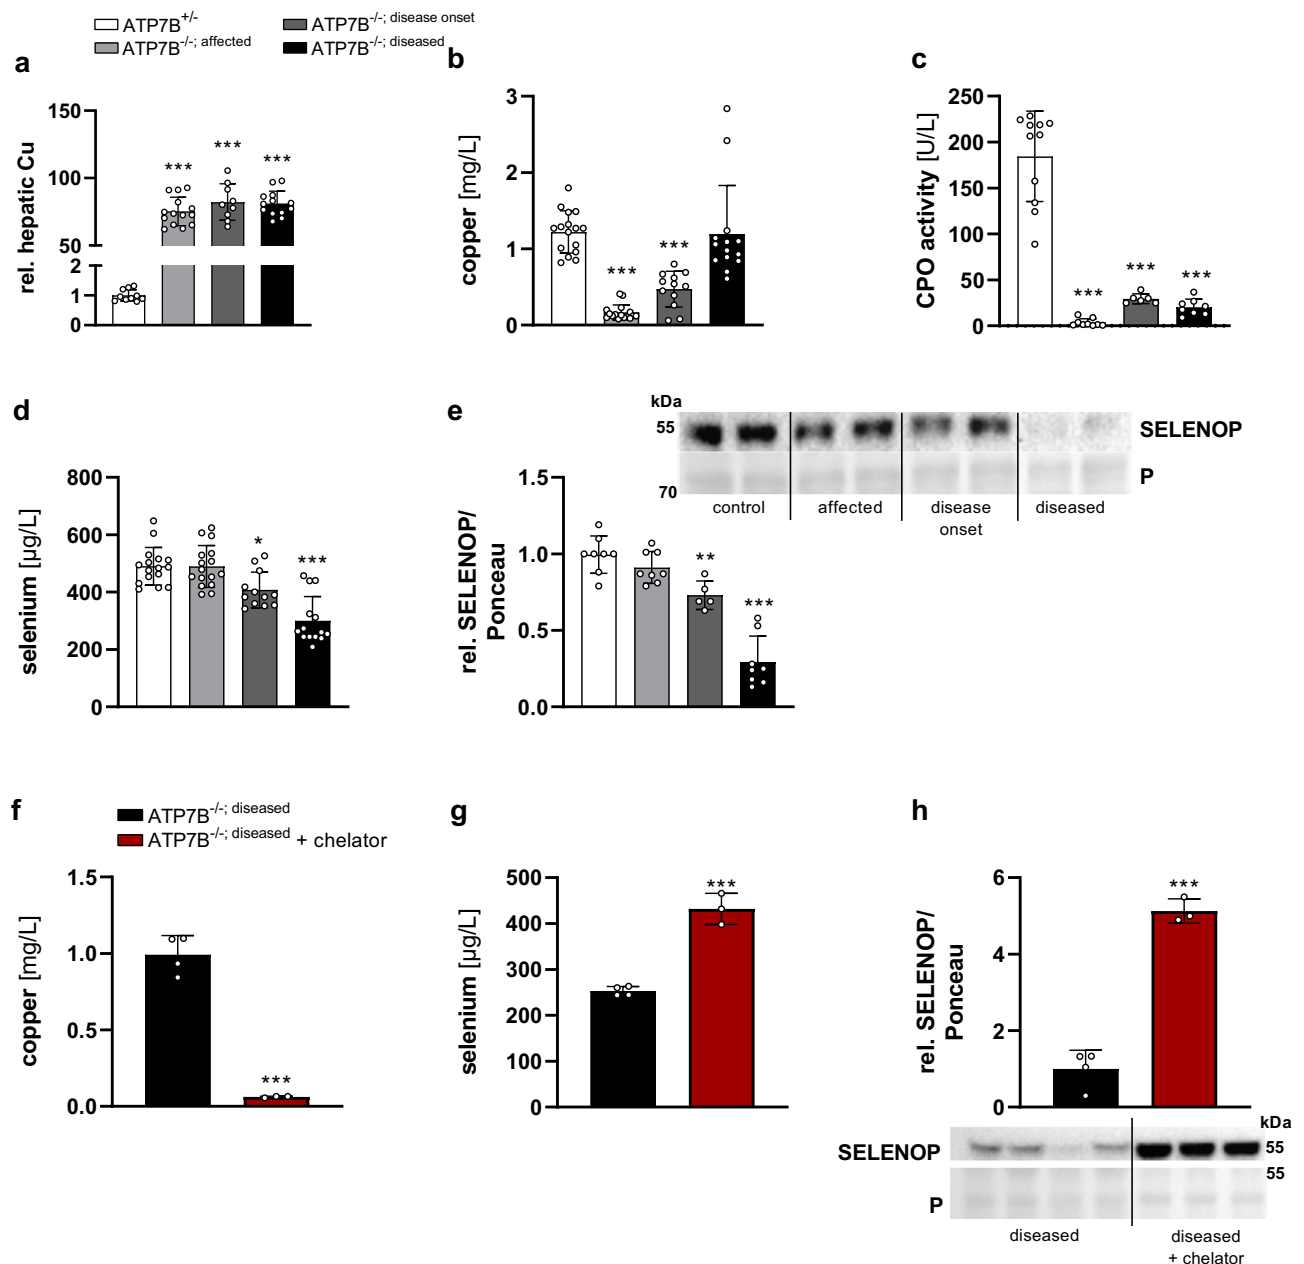 ATP7B+/-
ATP7B-/-; disease onset
ATP7B-/-; affected
ATP7B-/-; diseased
a
rel. hepatic Cu
150
100
50
2
1
0
***
***
***
b
copper [mg/L]
3
2
1
0
***
***
c
CPO activity [U/L]
250
200
150
100
50
0
***
***
***
d
selenium [µg/L]
800
600
400
200
0
*
***
e
rel. SELENOP/
Ponceau
1.5
1.0
0.5
0.0
**
***
kDa
55
SELENOP
P
70
control
affected
disease
onset
diseased
f
ATP7B-/-; diseased
ATP7B-/-; diseased + chelator
copper [mg/L]
1.5
1.0
0.5
0.0
***
g
selenium [µg/L]
500
400
300
200
100
0
***
h
rel. SELENOP/
Ponceau
6
4
2
0
***
kDa
SELENOP
55
55
P
diseased
diseased
+ chelator